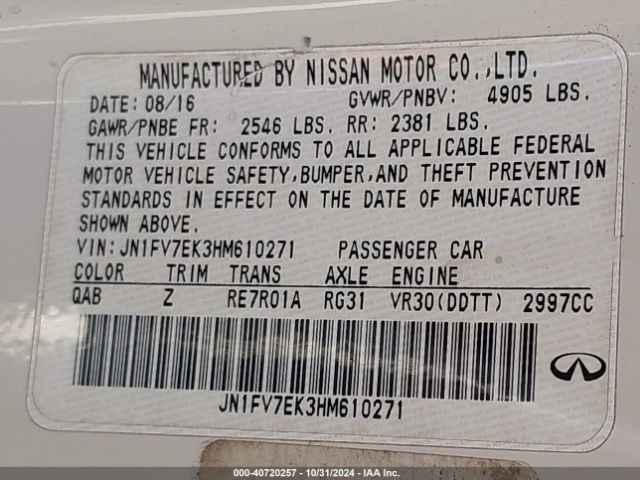 MANUFACTURED BY NISSAN MOTOR CO.,LTD.
DATE: 08/16 GVWR/PNBV: 4905 LBS.
GAWR/PNBE FR: 2546 LBS. RR: 2381 LBS.
THIS VEHICLE CONFORMS TO ALL APPLICABLE FEDERAL
MOTOR VEHICLE SAFETY,BUMPER,AND THEFT PREVENTION
STANDARDS IN EFFECT ON THE DATE OF MANUFACTURE
SHOWN ABOVE.
VIN:JN1FV7EK3HM610271 PASSENGER CAR
COLOR TRIM TRANS AXLE ENGINE
QAB Z RE7R01A RG31 VR30(DDTT) 2997CC
JN1FV7EK3HM610271
000-40720257 - 10/31/2024 - IAA Inc.